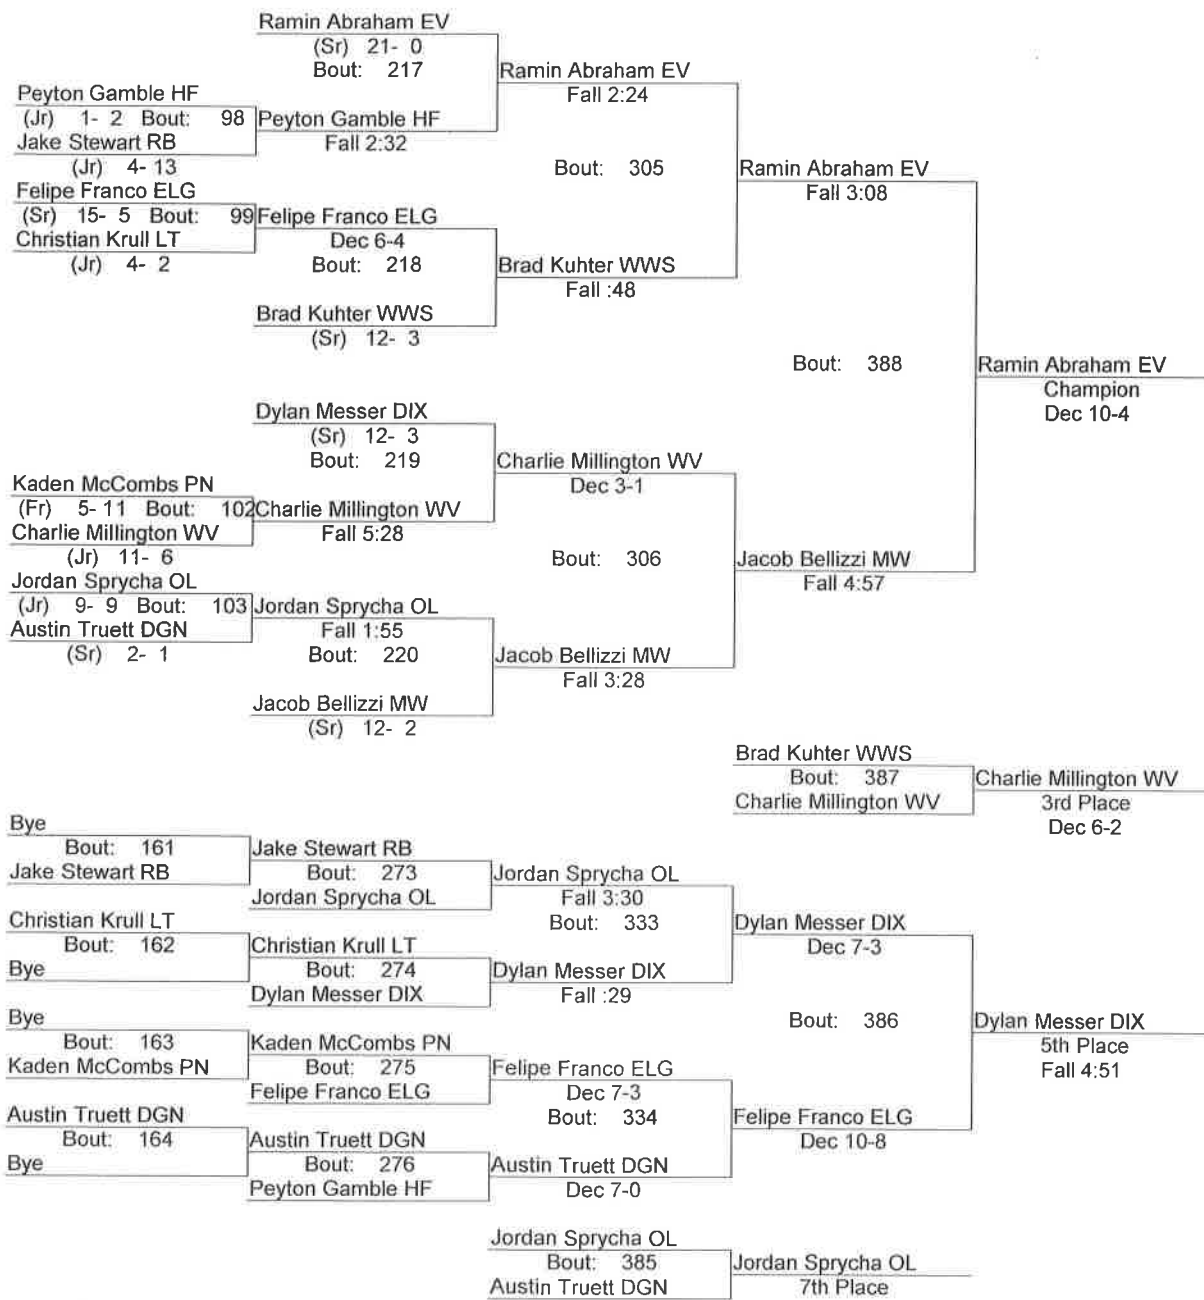 Ramin Abraham EV
(Sr) 21- 0
Bout: 217
Ramin Abraham EV
Fall 2:24
Peyton Gamble HF
(Jr) 1- 2 Bout: 98
Peyton Gamble HF
Fall 2:32
Jake Stewart RB
(Jr) 4- 13
Bout: 305
Ramin Abraham EV
Fall 3:08
Felipe Franco ELG
(Sr) 15- 5 Bout: 99
Felipe Franco ELG
Dec 6-4
Christian Krull LT
(Jr) 4- 2
Bout: 218
Brad Kuhter WWS
Fall :48
Brad Kuhter WWS
(Sr) 12- 3
Bout: 388
Ramin Abraham EV
Champion
Dec 10-4
Dylan Messer DIX
(Sr) 12- 3
Bout: 219
Charlie Millington WV
Dec 3-1
Kaden McCombs PN
(Fr) 5- 11 Bout: 102
Charlie Millington WV
Fall 5:28
Charlie Millington WV
(Jr) 11- 6
Bout: 306
Jacob Bellizzi MW
Fall 4:57
Jordan Sprycha OL
(Jr) 9- 9 Bout: 103
Jordan Sprycha OL
Fall 1:55
Austin Truett DGN
(Sr) 2- 1
Bout: 220
Jacob Bellizzi MW
Fall 3:28
Jacob Bellizzi MW
(Sr) 12- 2
Brad Kuhter WWS
Bout: 387
Charlie Millington WV
Charlie Millington WV
3rd Place
Dec 6-2
Bye
Bout: 161
Jake Stewart RB
Jake Stewart RB
Bout: 273
Jordan Sprycha OL
Jordan Sprycha OL
Fall 3:30
Bout: 333
Christian Krull LT
Bout: 162
Bye
Christian Krull LT
Bout: 274
Dylan Messer DIX
Dylan Messer DIX
Fall :29
Dylan Messer DIX
Dec 7-3
Bout: 386
Dylan Messer DIX
5th Place
Fall 4:51
Bye
Bout: 163
Kaden McCombs PN
Kaden McCombs PN
Bout: 275
Felipe Franco ELG
Felipe Franco ELG
Dec 7-3
Bout: 334
Felipe Franco ELG
Dec 10-8
Austin Truett DGN
Bout: 164
Bye
Austin Truett DGN
Bout: 276
Peyton Gamble HF
Austin Truett DGN
Dec 7-0
Jordan Sprycha OL
Bout: 385
Austin Truett DGN
Jordan Sprycha OL
7th Place